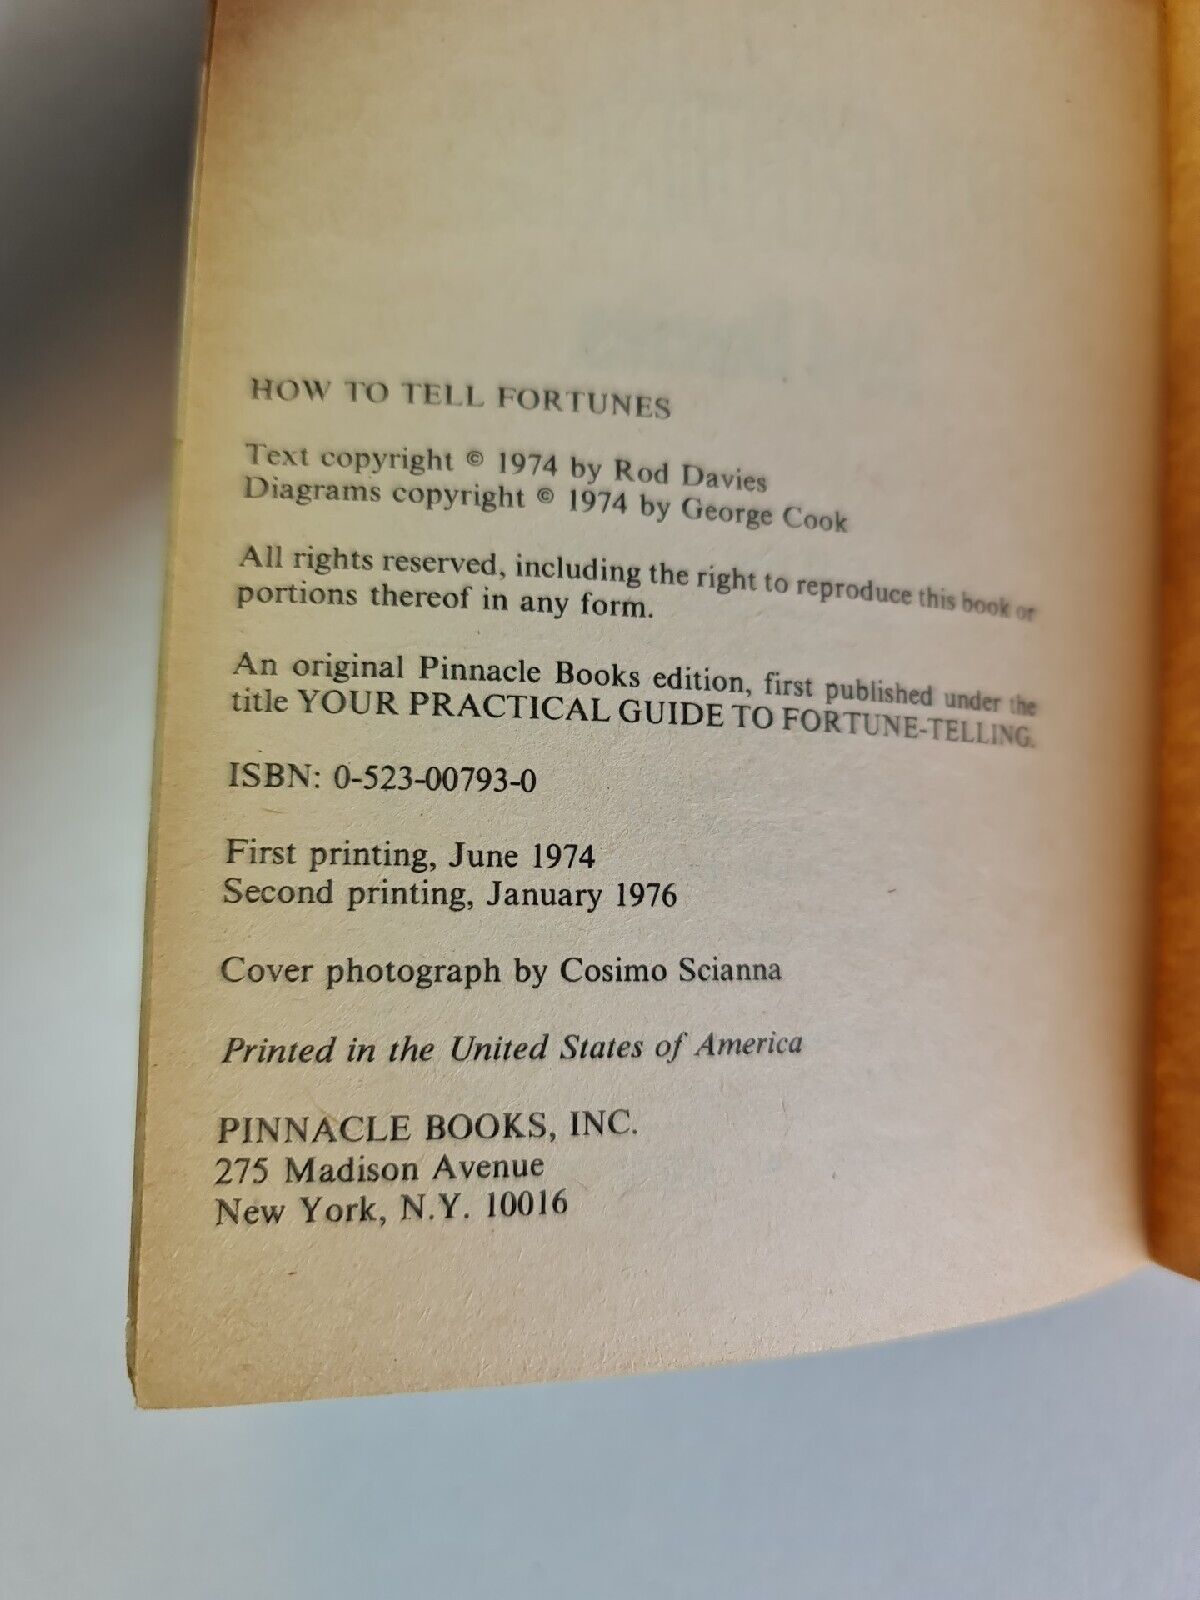 HOW TO TELL FORTUNES
Text copyright © 1974 by Rod Davies
Diagrams copyright © 1974 by George Cook
All rights reserved, including the right to reproduce this book or
portions thereof in any form.
An original Pinnacle Books edition, first published under the
title YOUR PRACTICAL GUIDE TO FORTUNE-TELLING.
ISBN: 0-523-00793-0
First printing, June 1974
Second printing, January 1976
Cover photograph by Cosimo Scianna
Printed in the United States of America
PINNACLE BOOKS, INC.
275 Madison Avenue
New York, N.Y. 10016